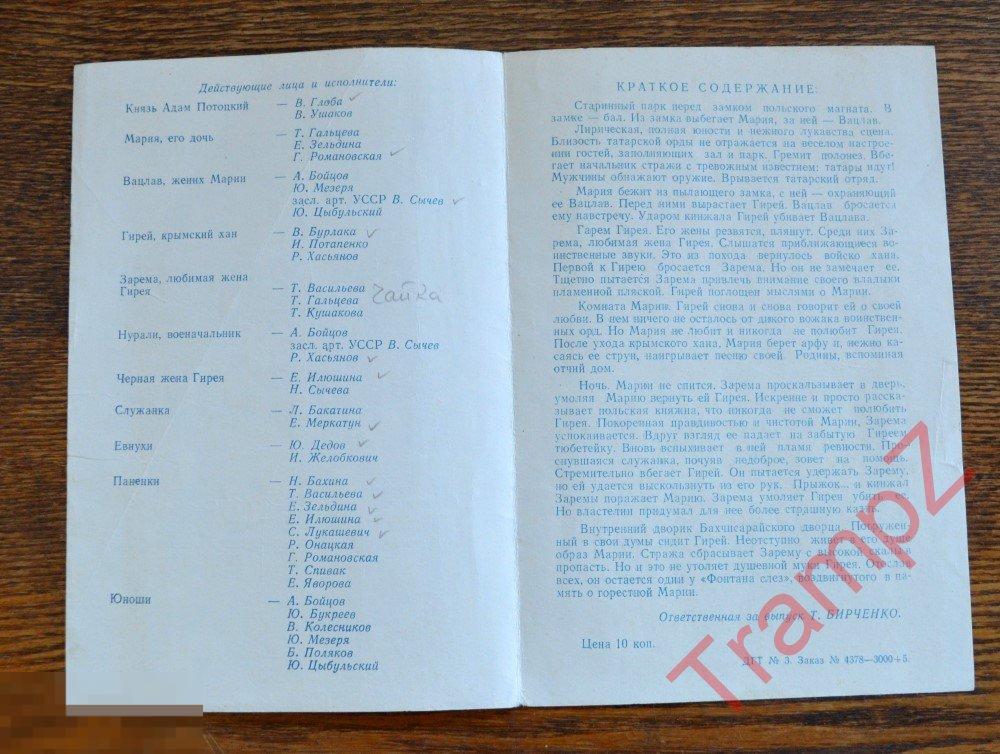 Действующие лица и исполнители:
Князь Адам Потоцкий — В. Глоба
В. Ушаков
Мария, его дочь — Т. Гальцева
Е. Зельдина
Г. Романовская
Вацлав, жених Марии — А. Бойцов
Ю. Мезеря
засл. арт. УССР В. Сычев
Ю. Цыбульский
Гирей, крымский хан — В. Бурлака
И. Потапенко
Р. Хасьянов
Зарема, любимая жена
Гирея — Т. Васильева чайка
Т. Гальцева
Т. Кушакова
Нурали, военачальник — А. Бойцов
засл. арт. УССР В. Сычев
Р. Хасьянов
Черная жена Гирея — Е. Илюшина
Н. Сычева
Служанка — Л. Бакатина
Е. Меркатун
Евнухи — Ю. Дедов
И. Желобкович
Паненки — Н. Бахина
Т. Васильева
Е. Зельдина
Е. Илюшина
С. Лукашевич
Р. Онацкая
Г. Романовская
Т. Спивак
Е. Яворова
Юноши — А. Бойцов
Ю. Букреев
В. Колесников
Ю. Мезеря
Б. Поляков
Ю. Цыбульский
КРАТКОЕ СОДЕРЖАНИЕ:
Старинный парк перед замком польского магната. В
замке — бал. Из замка выбегает Мария, за ней — Вацлав.
Лирическая, полная юности и нежного лукавства сцена.
Близость татарской орды не отражается на веселом настрое-
нии гостей, заполняющих зал и парк. Гремит полонез. Вбе-
гает начальник стражи с тревожным известием: татары идут!
Мужчины обнажают оружие. Врывается татарский отряд.
Мария бежит из пылающего замка, с ней — охраняющий
ее Вацлав. Перед ними вырастает Гирей. Вацлав бросается
ему навстречу. Ударом кинжала Гирей убивает Вацлава.
Гарем Гирея. Его жены резвятся, пляшут. Среди них За-
рема, любимая жена Гирея. Слышатся приближающиеся во-
инственные звуки. Это из похода вернулось войско хана.
Первой к Гирею бросается Зарема. Но он не замечает ее.
Тщетно пытается Зарема привлечь внимание своего владыки
пламенной пляской. Гирей поглощен мыслями о Марии.
Комната Марии. Гирей снова и снова говорит ей о своей
любви. В нем ничего не осталось от дикого вожака воинствен-
ных орд. Но Мария не любит и никогда не полюбит Гирея.
После ухода крымского хана, Мария берет арфу и, нежно ка-
саясь ее струн, наигрывает песню своей Родины, вспоминая
отчий дом.
Ночь. Марии не спится. Зарема проскальзывает в дверь,
умоляя Марию вернуть ей Гирея. Искренне и просто расска-
зывает польская княжна, что никогда не сможет полюбить
Гирея. Покоренная правдивостью и чистотой Марии, Зарема
успокаивается. Вдруг взгляд ее падает на забытую Гиреем
тюбетейку. Вновь вспыхивает в ней пламя ревности. Про-
снувшаяся служанка, почуяв недоброе, зовет на помощь.
Стремительно вбегает Гирей. Он пытается удержать Зарему,
но ей удается выскользнуть из его рук. Прыжок... и кинжал
Заремы поражает Марию. Зарема умоляет Гирея убить ее.
Но властелин придумал для нее более страшную казнь.
Внутренний дворик Бахчисарайского дворца. Погружен-
ный в свои думы сидит Гирей. Неотступно живет в его душе
образ Марии. Стража сбрасывает Зарему с высокой скалы в
пропасть. Но и это не утоляет душевной муки Гирея. Отослав
всех, он остается один у «Фонтана слез», воздвигнутого в па-
мять о горестной Марии.
Ответственная за выпуск Т. БИРЧЕНКО.
Цена 10 коп.
ДГТ № 3. Заказ № 4378—3000+5.
TrampZ